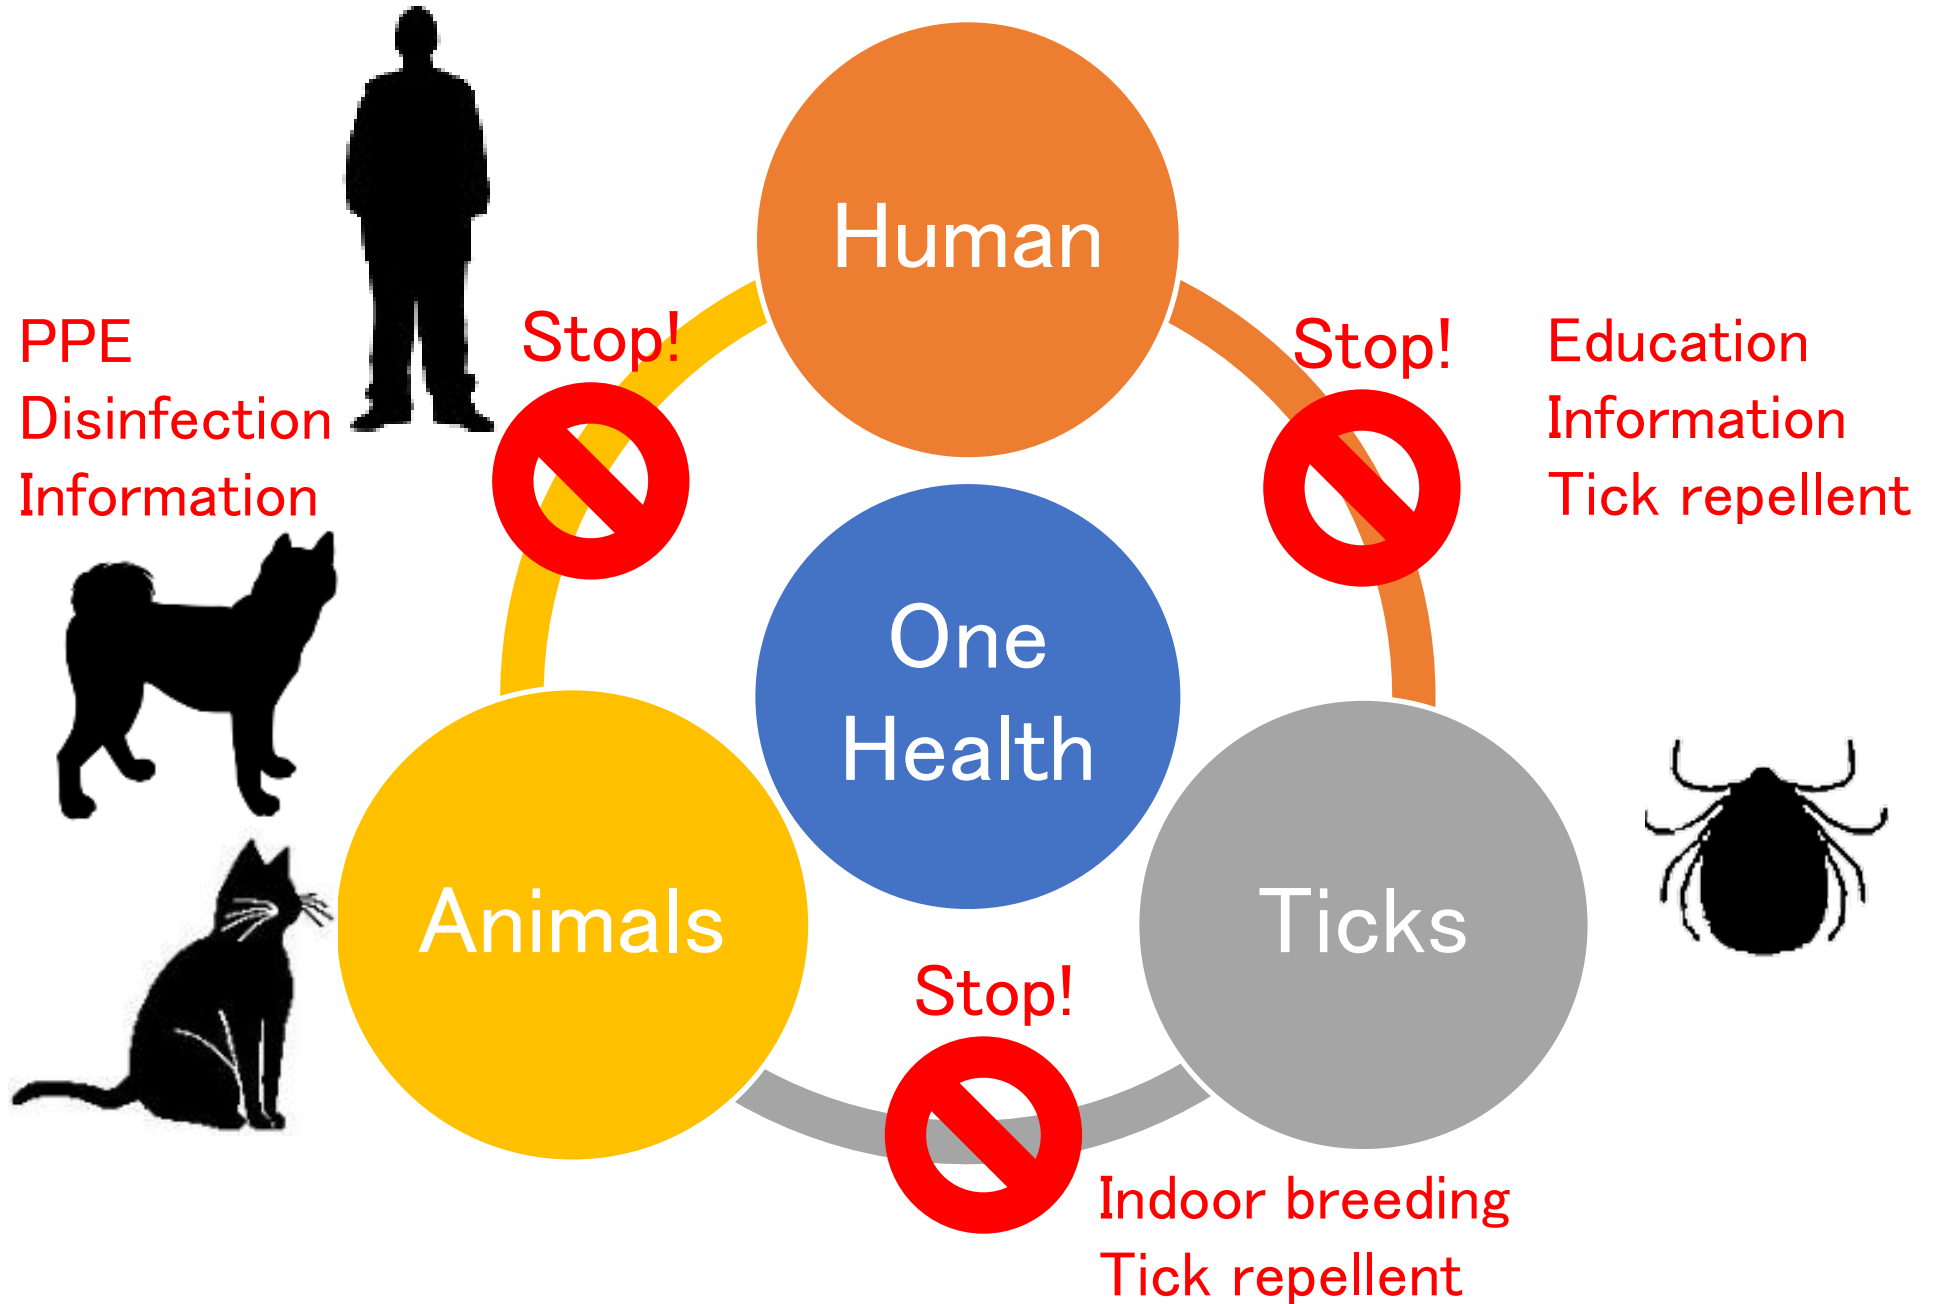 Human
Stop!
Stop!
PPE
Disinfection
Information
Education
Information
Tick repellent
One
Health
Animals
Ticks
Stop!
Indoor breeding
Tick repellent